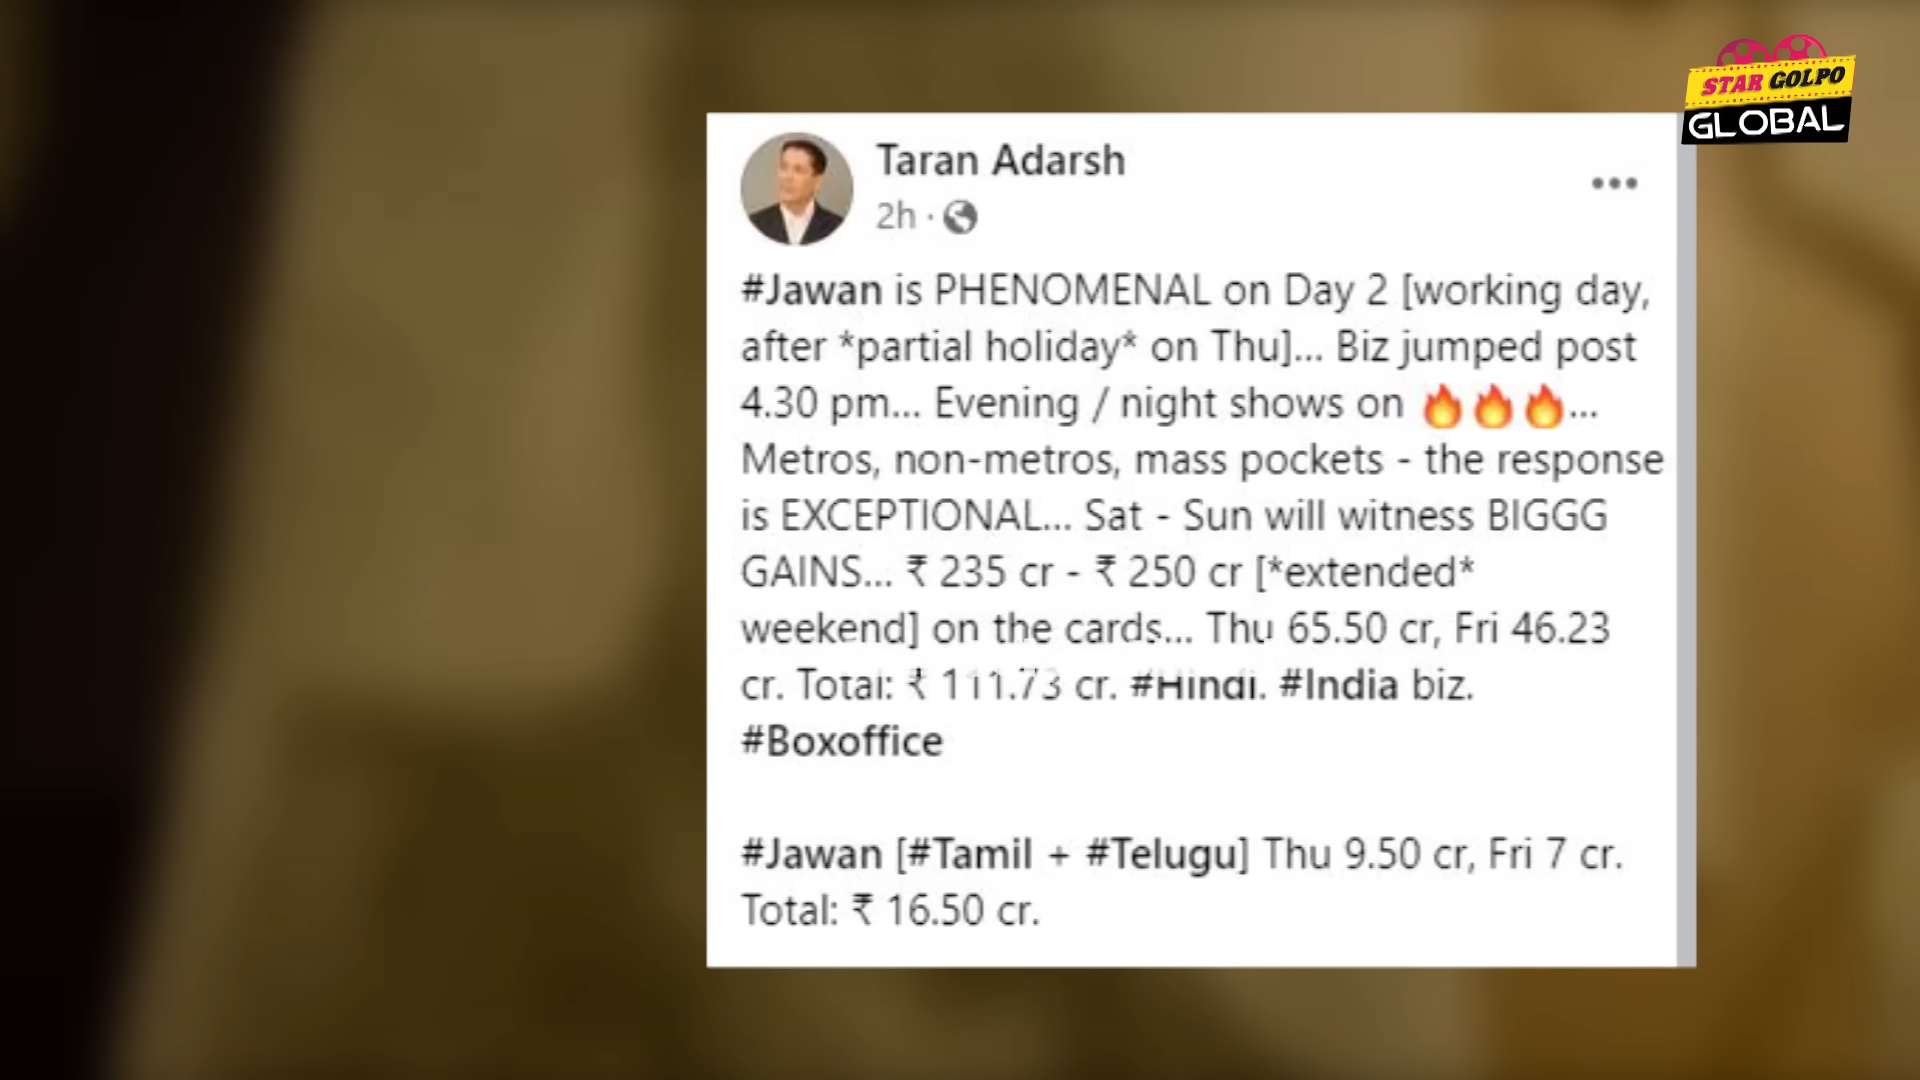 STAR GOLPO
GLOBAL
Taran Adarsh
2h ·
#Jawan is PHENOMENAL on Day 2 [working day,
after *partial holiday* on Thu]... Biz jumped post
4.30 pm... Evening / night shows on 🔥🔥🔥...
Metros, non-metros, mass pockets - the response
is EXCEPTIONAL... Sat - Sun will witness BIGGG
GAINS... ₹ 235 cr - ₹ 250 cr [*extended*
weekend] on the cards... Thu 65.50 cr, Fri 46.23
cr. Total: ₹ 111.73 cr. #Hindi. #India biz.
#Boxoffice
#Jawan [#Tamil + #Telugu] Thu 9.50 cr, Fri 7 cr.
Total: ₹ 16.50 cr.